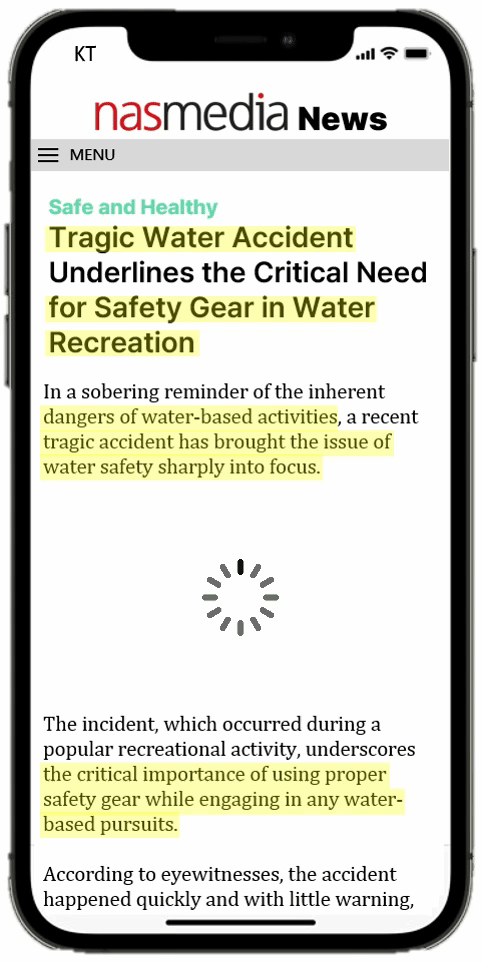 KT
nasmedia News
MENU
Safe and Healthy
Tragic Water Accident
Underlines the Critical Need
for Safety Gear in Water
Recreation
In a sobering reminder of the inherent
dangers of water-based activities, a recent
tragic accident has brought the issue of
water safety sharply into focus.
The incident, which occurred during a
popular recreational activity, underscores
the critical importance of using proper
safety gear while engaging in any water-
based pursuits.
According to eyewitnesses, the accident
happened quickly and with little warning,